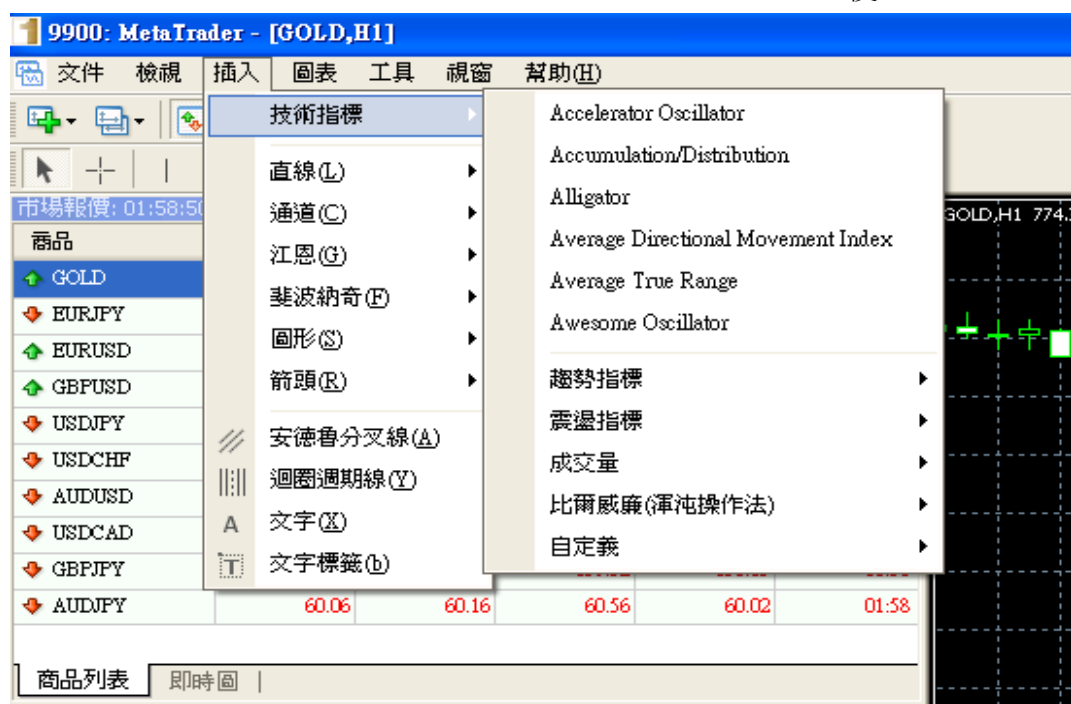 9900: MetaTrader - [GOLD,H1]
文件 檢視 插入 圖表 工具 視窗 幫助(H)
技術指標
直線(L)
通道(C)
江恩(G)
斐波納奇(F)
圖形(S)
箭頭(R)
安德魯分叉線(A)
迴圈週期線(Y)
文字(X)
文字標籤(b)
Accelerator Oscillator
Accumulation/Distribution
Alligator
Average Directional Movement Index
Average True Range
Awesome Oscillator
趨勢指標
震盪指標
成交量
比爾威廉(渾沌操作法)
自定義
市場報價: 01:58:50
商品
GOLD
EURJPY
EURUSD
GBPUSD
USDJPY
USDCHF
AUDUSD
USDCAD
GBPJPY
AUDJPY 60.06 60.16 60.56 60.02 01:58
商品列表 即時圖
GOLD,H1 774.